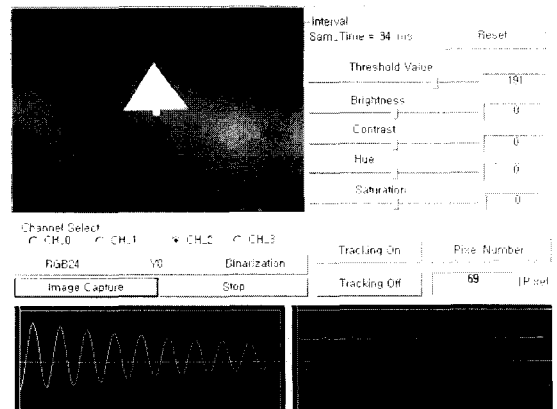 Interval
Sam_Time = 34 ms
Reset
Threshold Value
191
Brightness
0
Contrast
0
Hue
0
Saturation
0
Channel Select
CH_0 CH_1 CH_2 CH_3
RGB24 Y8 Binarization
Image Capture Stop
Tracking On Pixel Number
Tracking Off 69 [Pixel